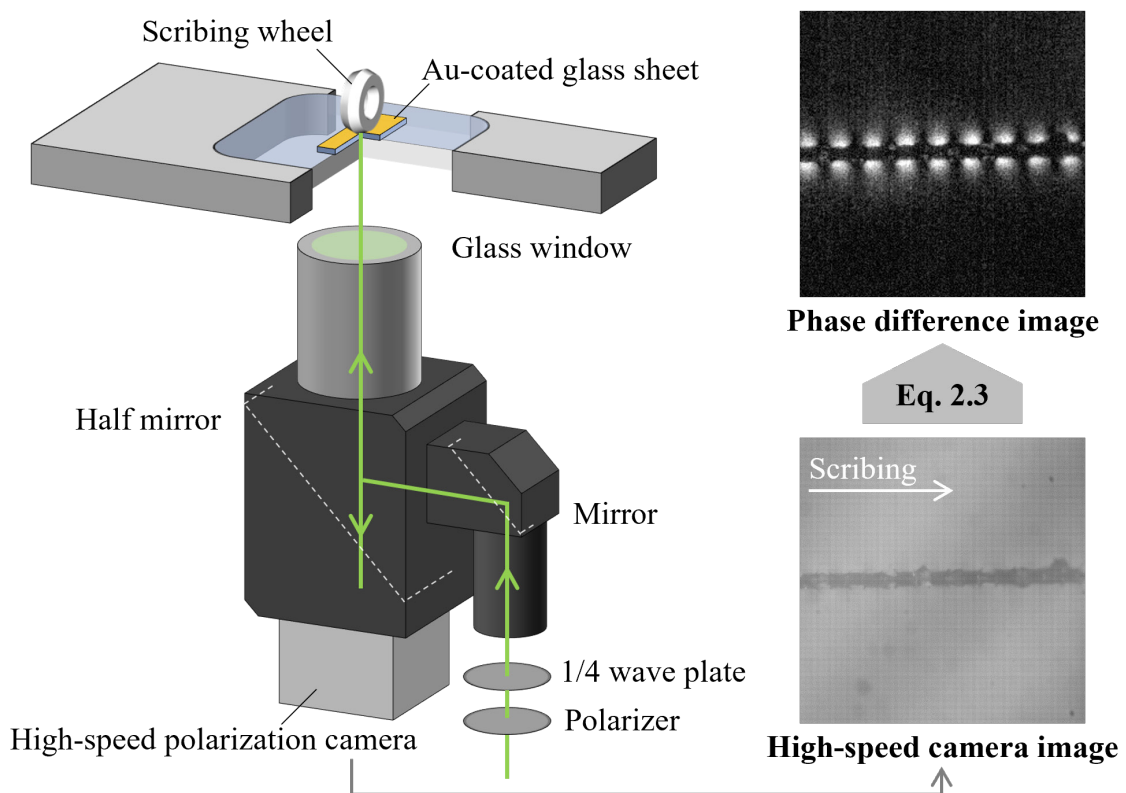 Scribing wheel
Au-coated glass sheet
Glass window
Half mirror
Mirror
1/4 wave plate
Polarizer
High-speed polarization camera
Phase difference image
Eq. 2.3
Scribing
High-speed camera image